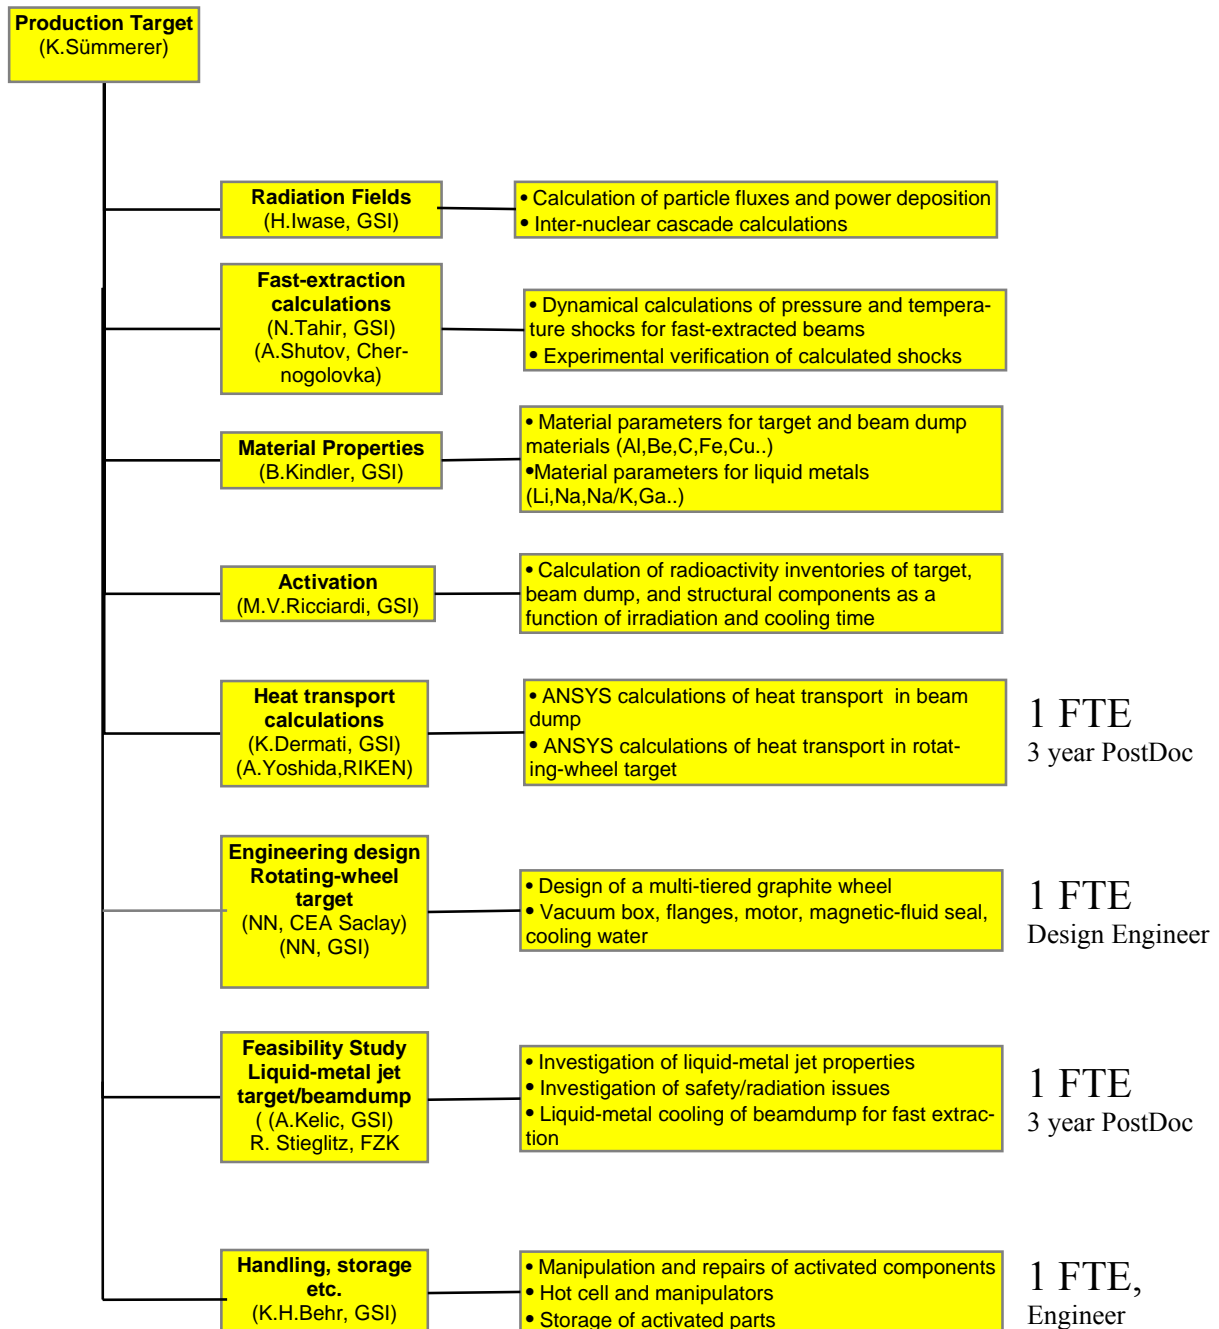 Production Target
(K.Sümmerer)
Radiation Fields
(H.Iwase, GSI)
• Calculation of particle fluxes and power deposition
• Inter-nuclear cascade calculations
Fast-extraction
calculations
(N.Tahir, GSI)
(A.Shutov, Cher-
nogolovka)
• Dynamical calculations of pressure and tempera-
ture shocks for fast-extracted beams
• Experimental verification of calculated shocks
Material Properties
(B.Kindler, GSI)
• Material parameters for target and beam dump
materials (Al,Be,C,Fe,Cu..)
•Material parameters for liquid metals
(Li,Na,Na/K,Ga..)
Activation
(M.V.Ricciardi, GSI)
• Calculation of radioactivity inventories of target,
beam dump, and structural components as a
function of irradiation and cooling time
Heat transport
calculations
(K.Dermati, GSI)
(A.Yoshida,RIKEN)
• ANSYS calculations of heat transport in beam
dump
• ANSYS calculations of heat transport in rotat-
ing-wheel target
1 FTE
3 year PostDoc
Engineering design
Rotating-wheel
target
(NN, CEA Saclay)
(NN, GSI)
• Design of a multi-tiered graphite wheel
• Vacuum box, flanges, motor, magnetic-fluid seal,
cooling water
1 FTE
Design Engineer
Feasibility Study
Liquid-metal jet
target/beamdump
( (A.Kelic, GSI)
R. Stieglitz, FZK
• Investigation of liquid-metal jet properties
• Investigation of safety/radiation issues
• Liquid-metal cooling of beamdump for fast extrac-
tion
1 FTE
3 year PostDoc
Handling, storage
etc.
(K.H.Behr, GSI)
• Manipulation and repairs of activated components
• Hot cell and manipulators
• Storage of activated parts
1 FTE,
Engineer